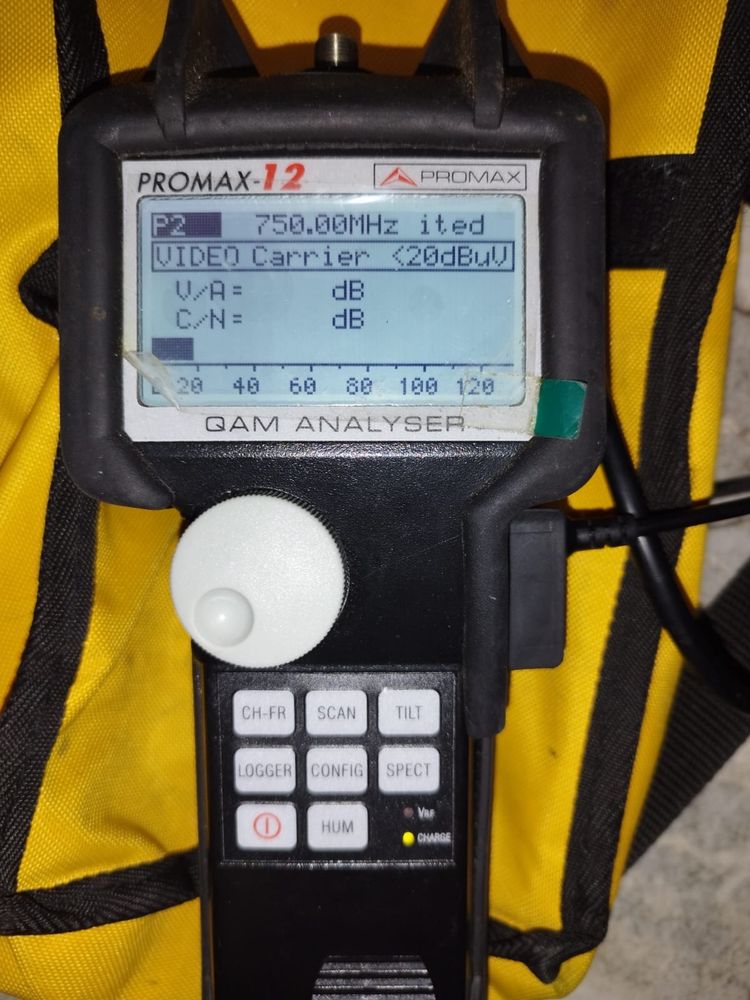 PROMAX-12
PROMAX
P2 750.00MHz ited
VIDEO Carrier <20dBuV
V/A= dB
C/N= dB
20 40 60 80 100 120
QAM ANALYSER
CH-FR SCAN TILT
LOGGER CONFIG SPECT
HUM
VRF
CHARGE